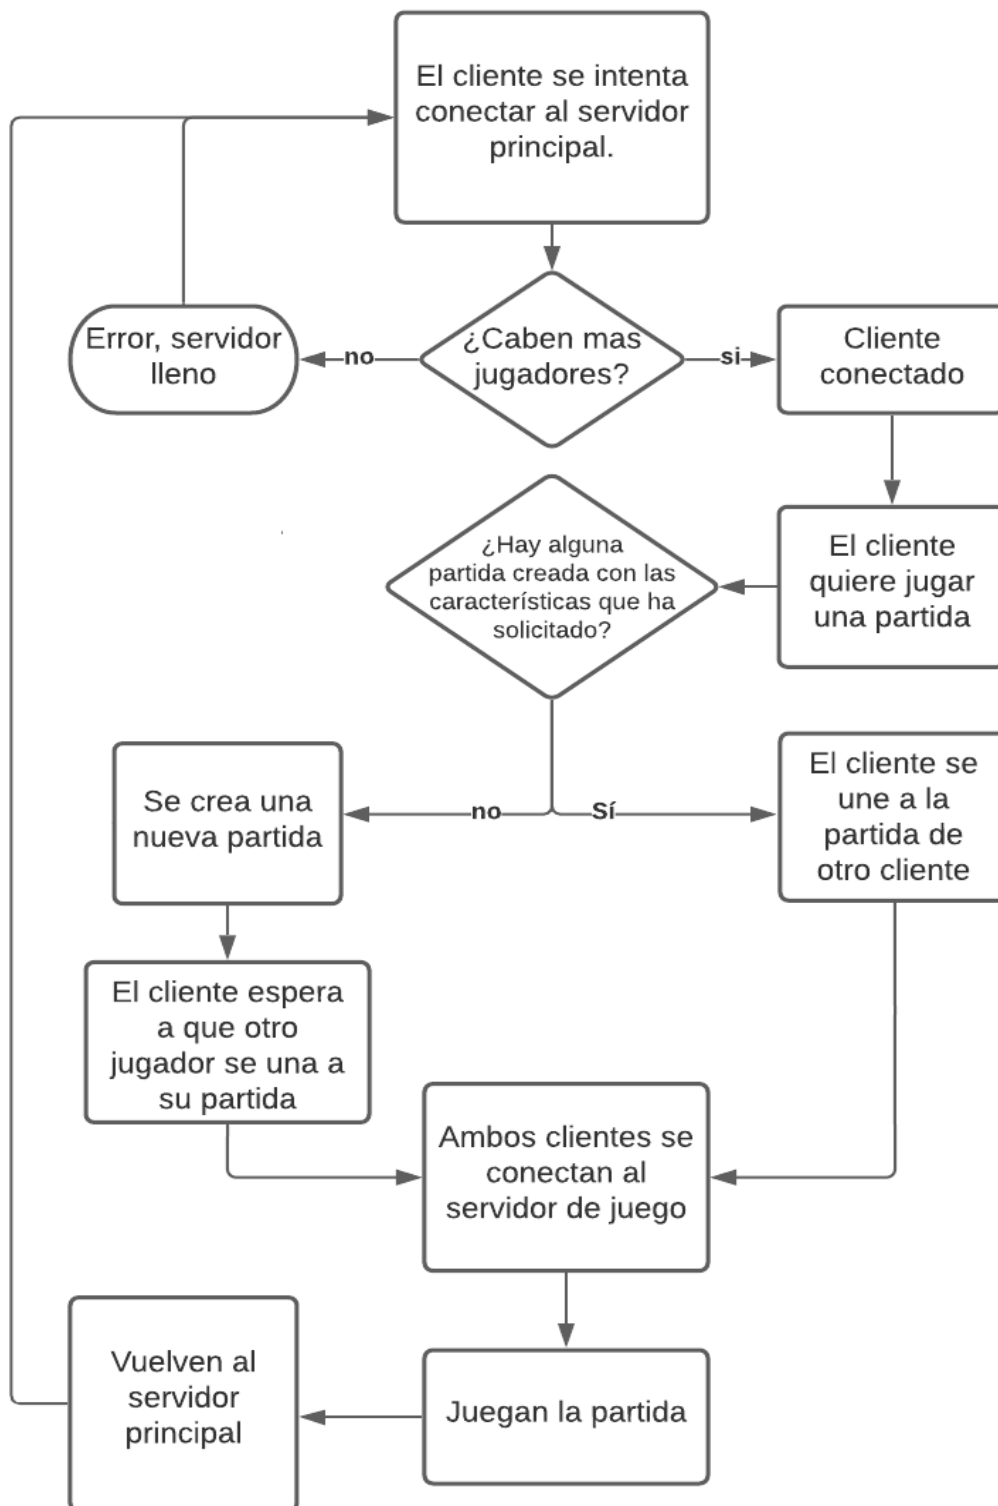 El cliente se intenta
conectar al servidor
principal.
Error, servidor
lleno
no
¿Caben mas
jugadores?
si
Cliente
conectado
¿Hay alguna
partida creada con las
características que ha
solicitado?
El cliente
quiere jugar
una partida
Se crea una
nueva partida
no
Sí
El cliente se
une a la
partida de
otro cliente
El cliente espera
a que otro
jugador se una a
su partida
Ambos clientes se
conectan al
servidor de juego
Vuelven al
servidor
principal
Juegan la partida